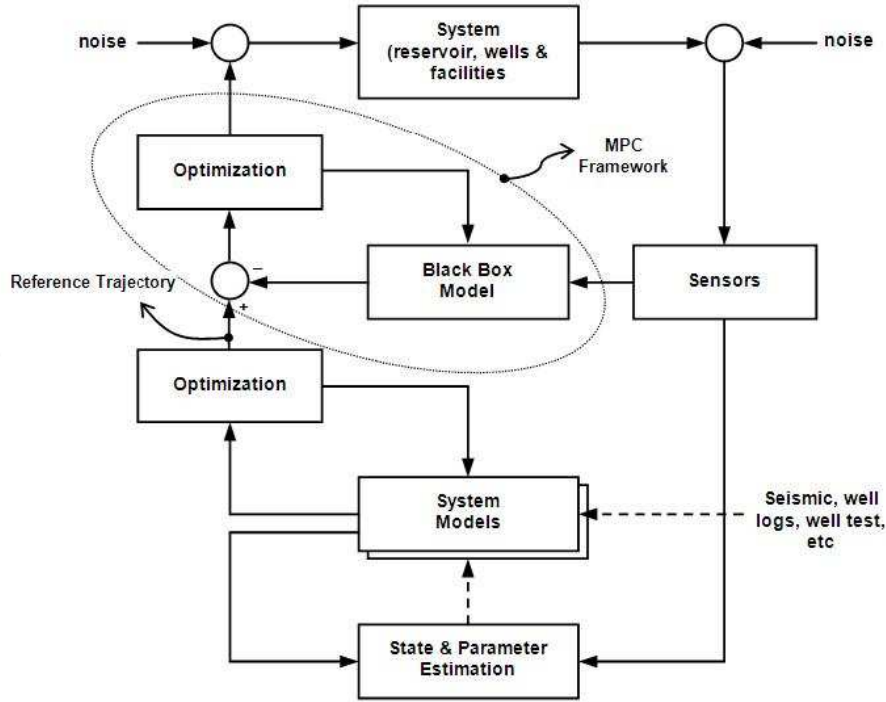 noise
System
(reservoir, wells &
facilities
noise
Optimization
MPC
Framework
Black Box
Model
Sensors
–
+
Reference Trajectory
Optimization
System
Models
Seismic, well
logs, well test,
etc
State & Parameter
Estimation